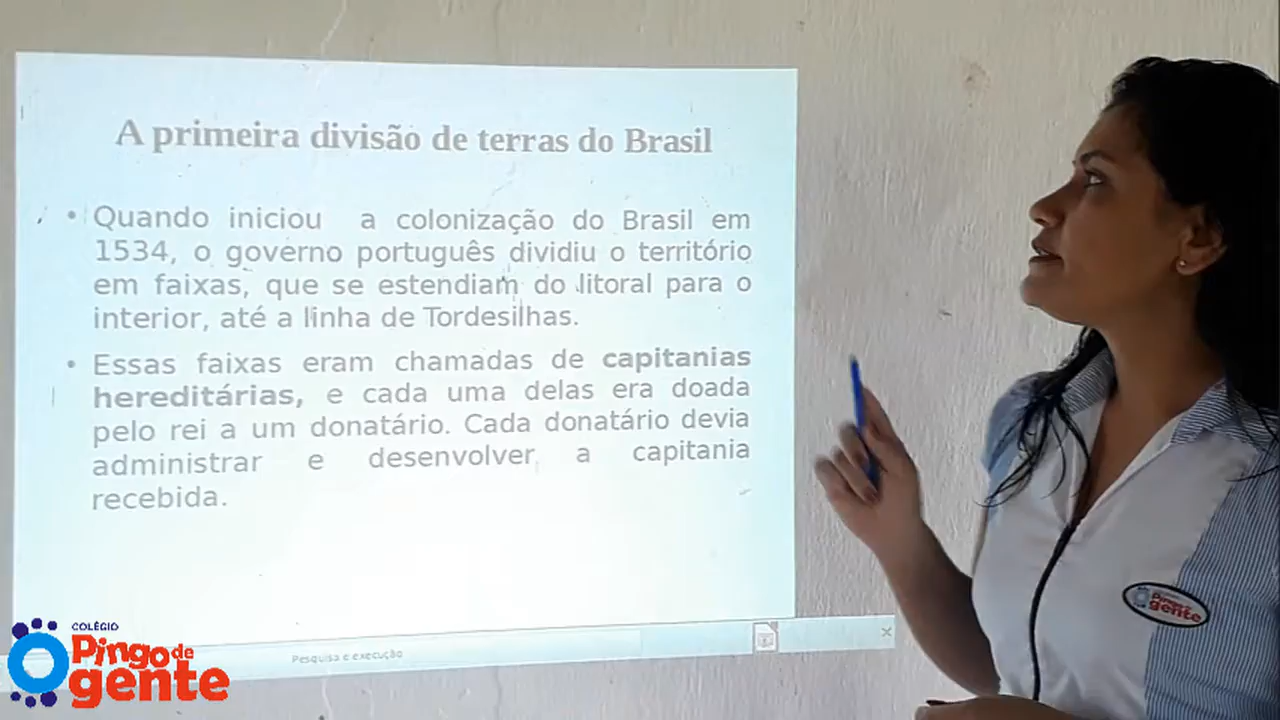 A primeira divisão de terras do Brasil
• Quando iniciou a colonização do Brasil em
1534, o governo português dividiu o território
em faixas, que se estendiam do litoral para o
interior, até a linha de Tordesilhas.
• Essas faixas eram chamadas de capitanias
hereditárias, e cada uma delas era doada
pelo rei a um donatário. Cada donatário devia
administrar e desenvolver a capitania
recebida.
Pesquisa e execução
COLÉGIO
Pingo de
gente
Pingo de
gente